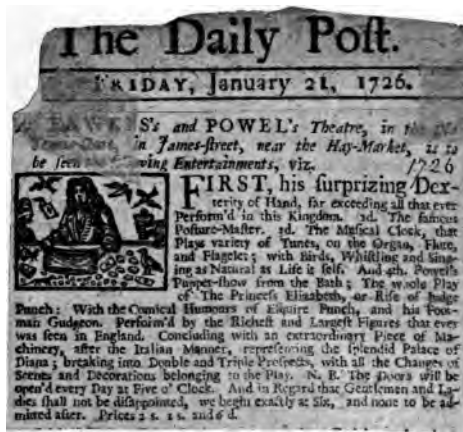 The Daily Poſt.
FRIDAY, January 21, 1726.
FAWKES's and POWEL's Theatre, in the Old
Tennis-Court, in James-ſtreet, near the Hay-Market, is to
be ſeen the following Entertainments, viz.
1726
FIRST, his ſurprizing Dex-
terity of Hand, far exceeding all that ever
Perform'd in this Kingdom. 2d. The famous
Poſture-Maſter. 3d. The Muſical Clock, that
Plays variety of Tunes, on the Organ, Flute,
and Flagelet; with Birds, Whiſtling and Sing-
ing as Natural as Life it ſelf. And 4th. Powel's
Puppet-ſhow from the Bath; The whole Play
of The Princeſs Elizabeth, or Riſe of Judge
Punch; With the Comical Humours of Eſquire Punch, and his Foot-
man Gudgeon. Perform'd by the Richeſt and Largeſt Figures that ever
was ſeen in England. Concluding with an extraordinary Piece of Ma-
chinery, after the Italian Manner, repreſenting the ſplendid Palace of
Diana; breaking into Double and Triple Proſpects, with all the Changes of
Scenes and Decorations belonging to the Play. N. B. The Doors will be
open'd every Day at Five o' Clock. And in Regard that Gentlemen and La-
dies ſhall not be diſappointed, we begin exactly at Six, and none to be ad-
mitted after. Prices 2 s. 1 s. and 6 d.